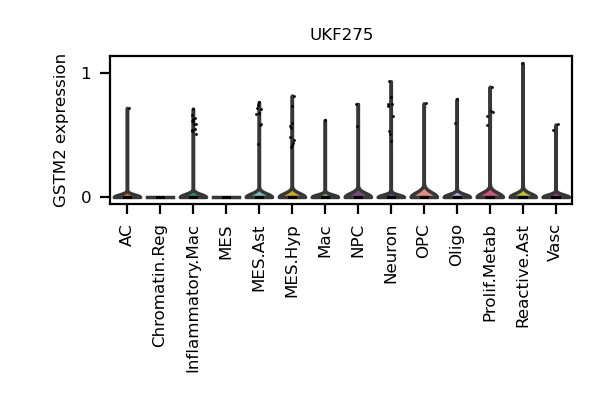 UKF275
GSTM2 expression
1
0
AC
Chromatin.Reg
Inflammatory.Mac
MES
MES.Ast
MES.Hyp
Mac
NPC
Neuron
OPC
Oligo
Prolif.Metab
Reactive.Ast
Vasc